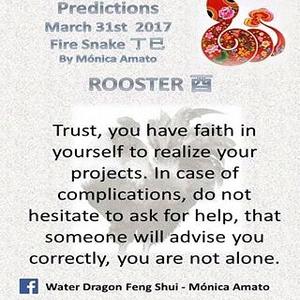 Predictions
March 31st  2017
Fire Snake 丁巳
By Mónica Amato
ROOSTER 酉
Trust, you have faith in
yourself to realize your
projects. In case of
complications, do not
hesitate to ask for help, that
someone will advise you
correctly, you are not alone.
f Water Dragon Feng Shui - Mónica Amato